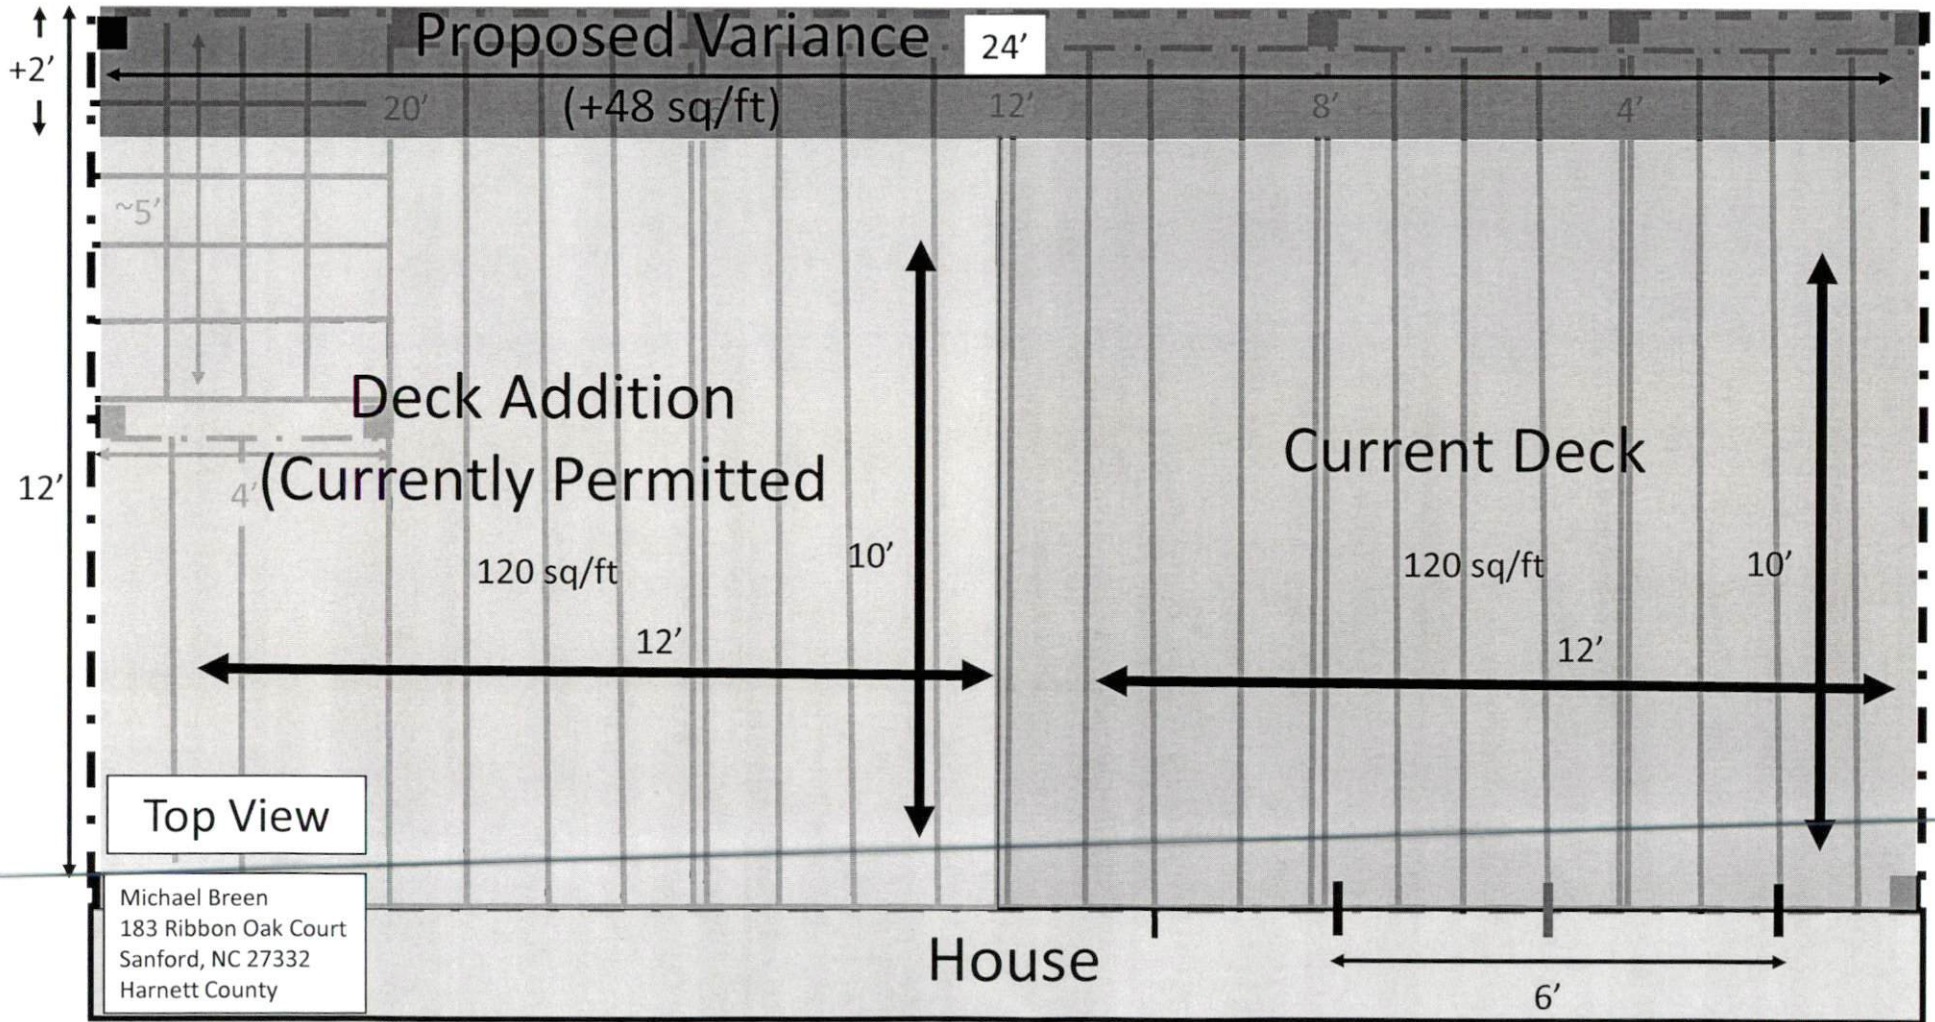 Proposed Variance
24'
+2'
20'
(+48 sq/ft)
12'
8'
4'
~5'
Deck Addition
(Currently Permitted
Current Deck
12'
4'
120 sq/ft
10'
120 sq/ft
10'
12'
12'
Top View
Michael Breen
183 Ribbon Oak Court
Sanford, NC 27332
Harnett County
House
6'